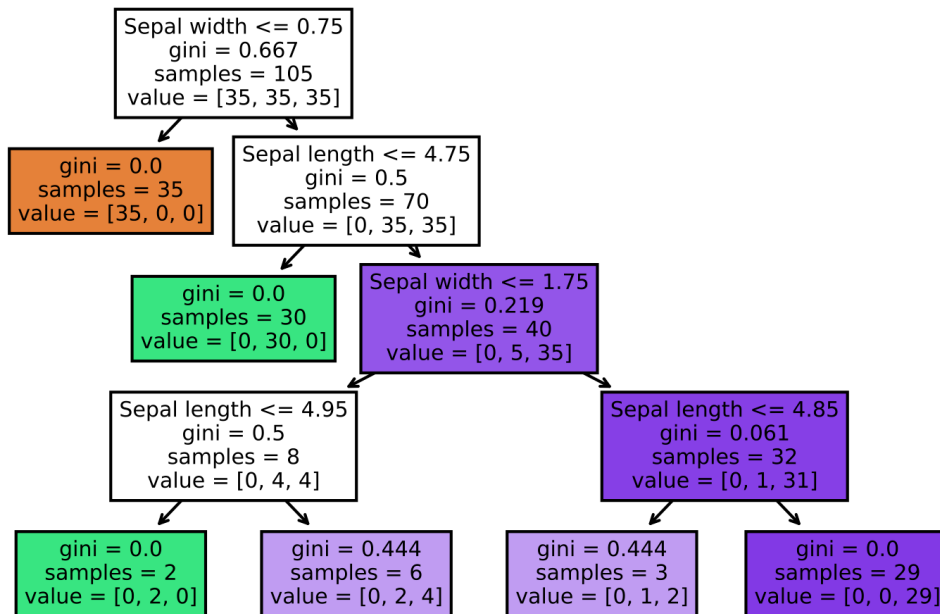 Sepal width <= 0.75
gini = 0.667
samples = 105
value = [35, 35, 35]
gini = 0.0
samples = 35
value = [35, 0, 0]
Sepal length <= 4.75
gini = 0.5
samples = 70
value = [0, 35, 35]
gini = 0.0
samples = 30
value = [0, 30, 0]
Sepal width <= 1.75
gini = 0.219
samples = 40
value = [0, 5, 35]
Sepal length <= 4.95
gini = 0.5
samples = 8
value = [0, 4, 4]
Sepal length <= 4.85
gini = 0.061
samples = 32
value = [0, 1, 31]
gini = 0.0
samples = 2
value = [0, 2, 0]
gini = 0.444
samples = 6
value = [0, 2, 4]
gini = 0.444
samples = 3
value = [0, 1, 2]
gini = 0.0
samples = 29
value = [0, 0, 29]